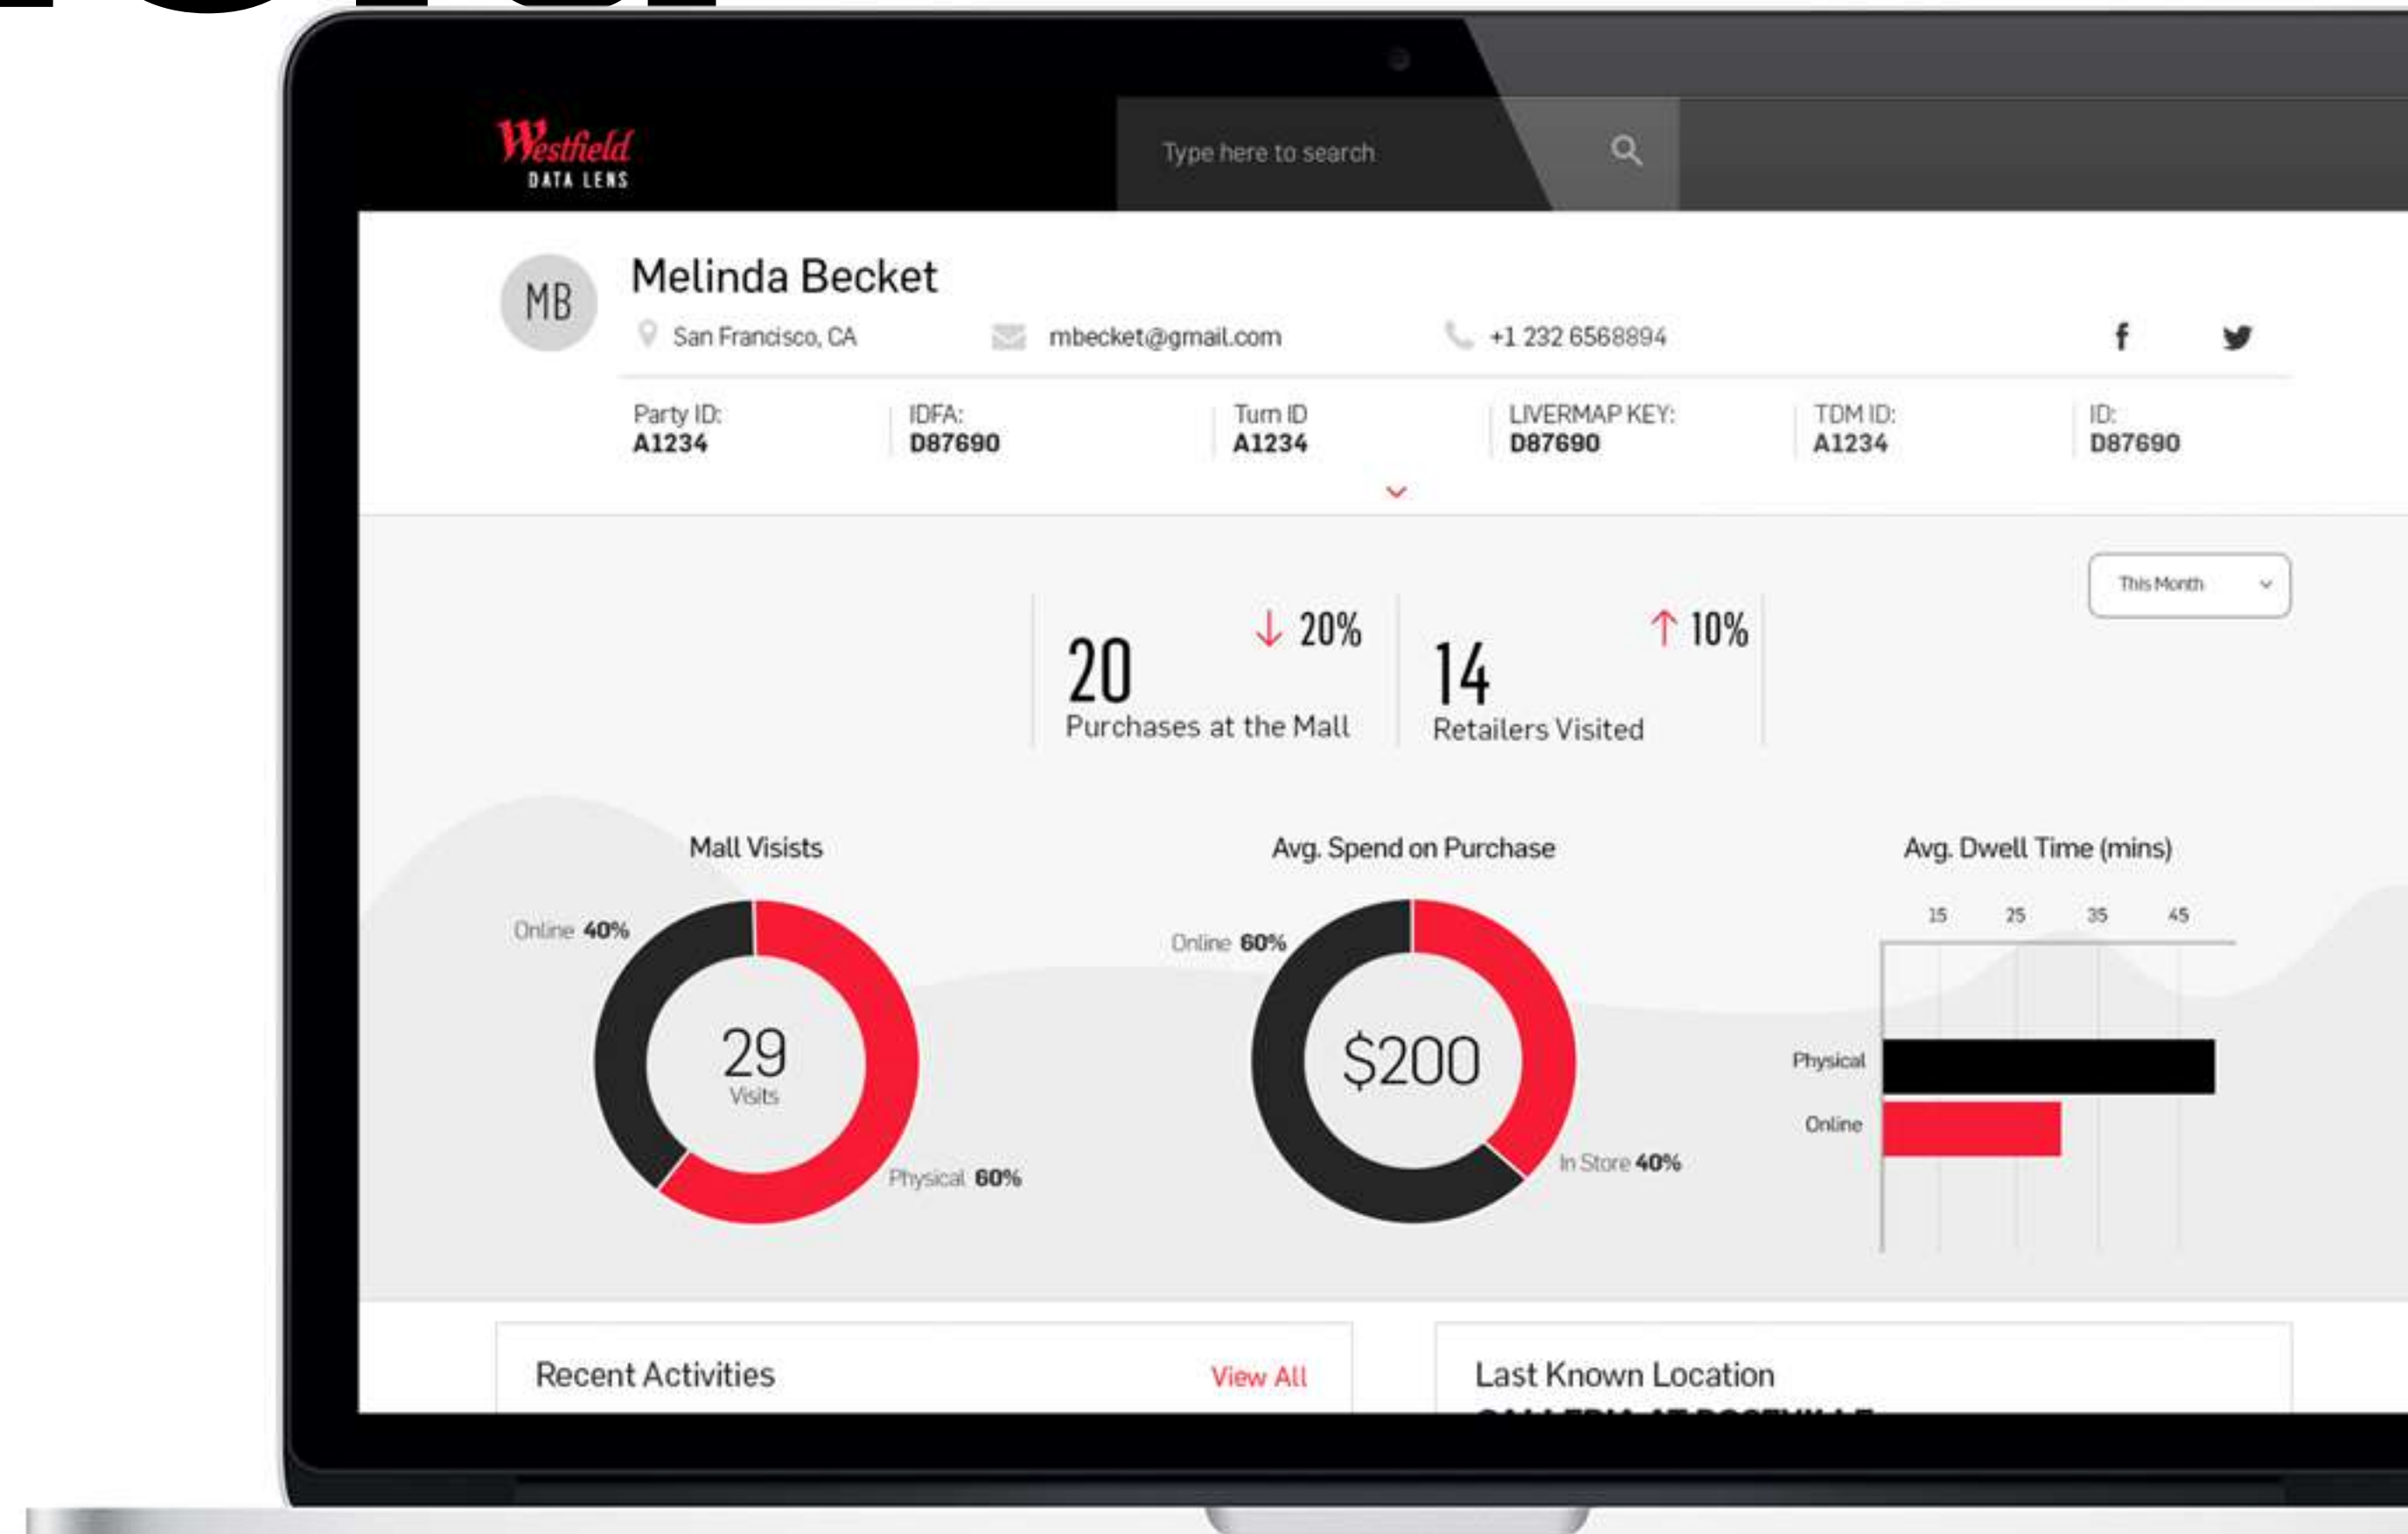 Westfield
DATA LENS
Type here to search
MB
Melinda Becket
San Francisco, CA
mbecket@gmail.com
+1 232 6568894
f
Party ID:
A1234
IDFA:
D87690
Turn ID
A1234
LIVERMAP KEY:
D87690
TDM ID:
A1234
ID:
D87690
This Month
20
20%
Purchases at the Mall
14
10%
Retailers Visited
Mall Visists
Online 40%
29
Visits
Physical 60%
Avg. Spend on Purchase
Online 60%
$200
In Store 40%
Avg. Dwell Time (mins)
15 25 35 45
Physical
Online
Recent Activities
View All
Last Known Location